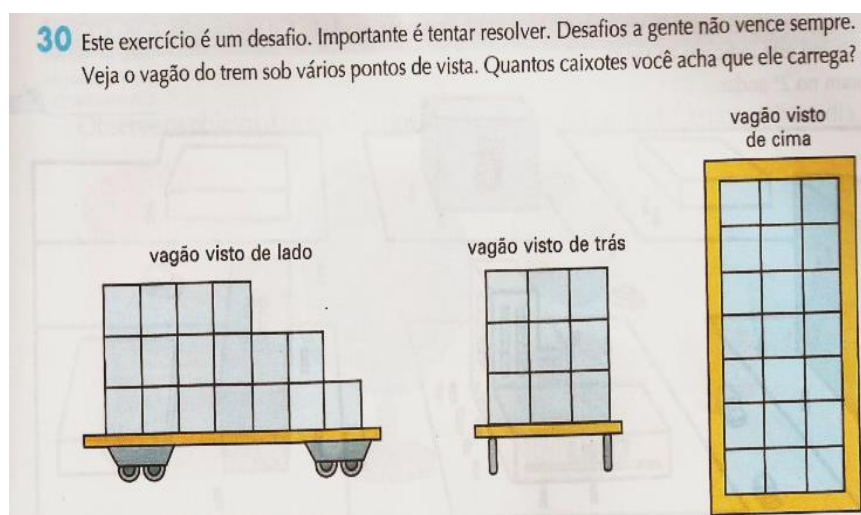 30 Este exercício é um desafio. Importante é tentar resolver. Desafios a gente não vence sempre.
Veja o vagão do trem sob vários pontos de vista. Quantos caixotes você acha que ele carrega?
vagão visto
de cima
vagão visto de lado
vagão visto de trás